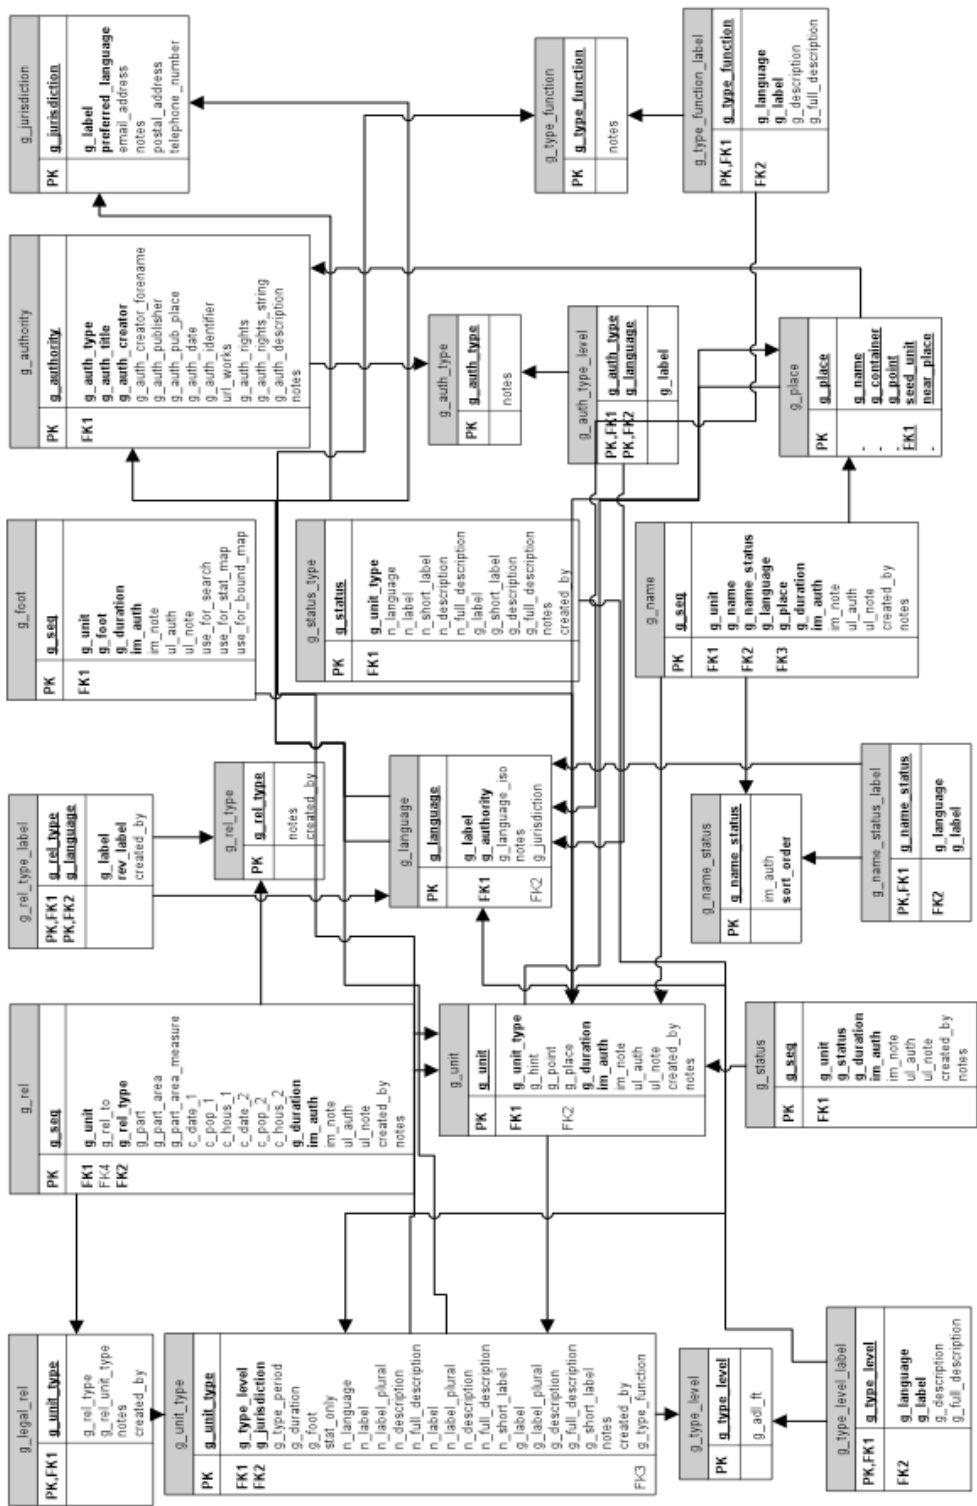 g_legal_rel
PK,FK1 g_unit_type
g_rel_type
g_rel_unit_type
notes
created_by
g_rel
PK g_seq
FK1 g_unit
FK4 g_rel_to
FK2 g_rel_type
g_part
g_part_area
g_part_area_measure
c_date_1
c_pop_1
c_hous_1
c_date_2
c_pop_2
c_hous_2
g_duration
im_auth
im_note
ul_auth
ul_note
created_by
notes
g_rel_type_label
PK,FK1 g_rel_type
PK,FK2 g_language
g_label
rev_label
created_by
g_foot
PK g_seq
FK1 g_unit
g_foot
g_duration
im_auth
im_note
ul_auth
ul_note
use_for_search
use_for_stat_map
use_for_bound_map
g_authority
PK g_authority
FK1 g_auth_type
g_auth_title
g_auth_creator
g_auth_creator_forename
g_auth_publisher
g_auth_pub_place
g_auth_date
g_auth_identifier
url_works
g_auth_rights
g_auth_rights_string
g_auth_description
notes
g_jurisdiction
PK g_jurisdiction
g_label
preferred_language
email_address
notes
postal_address
telephone_number
g_unit_type
PK g_unit_type
FK1 g_type_level
FK2 g_jurisdiction
g_type_period
g_duration
g_foot
stat_only
n_language
n_label
n_label_plural
n_description
n_full_description
n_label
n_label_plural
n_description
n_full_description
n_short_label
g_label
g_label_plural
g_description
g_full_description
g_short_label
notes
created_by
FK3 g_type_function
g_rel_type
PK g_rel_type
notes
created_by
g_language
PK g_language
g_label
FK1 g_authority
g_language_iso
notes
FK2 g_jurisdiction
g_status_type
PK g_status
FK1 g_unit_type
n_language
n_label
n_short_label
n_description
n_full_description
g_label
g_short_label
g_description
g_full_description
notes
created_by
g_auth_type
PK g_auth_type
notes
g_type_function
PK g_type_function
notes
g_unit
PK g_unit
FK1 g_unit_type
g_hint
g_point
FK2 g_place
g_duration
im_auth
im_note
ul_auth
ul_note
created_by
notes
g_auth_type_level
PK,FK1 g_auth_type
PK,FK2 g_language
g_label
g_type_function_label
PK,FK1 g_type_function
FK2 g_language
g_label
g_description
g_full_description
g_type_level
PK g_type_level
g_adl_ft
g_name_status
PK g_name_status
im_auth
sort_order
g_name
PK g_seq
FK1 g_unit
g_name
FK2 g_name_status
g_language
FK3 g_place
g_duration
im_auth
im_note
ul_auth
ul_note
created_by
notes
g_place
PK g_place
- g_name
- g_container
g_point
FK1 seed_unit
- near_place
g_type_level_label
PK,FK1 g_type_level
FK2 g_language
g_label
g_description
g_full_description
g_status
PK g_seq
FK1 g_unit
g_status
g_duration
im_auth
im_note
ul_auth
ul_note
created_by
notes
g_name_status_label
PK,FK1 g_name_status
FK2 g_language
g_label